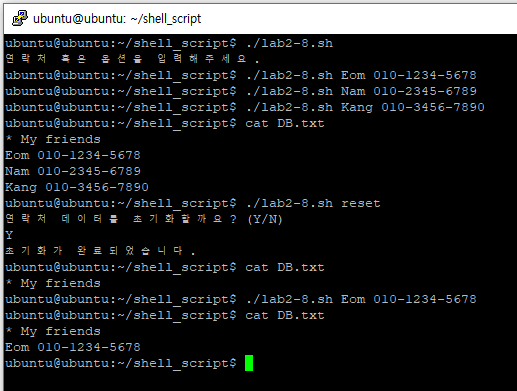 ubuntu@ubuntu: ~/shell_script
ubuntu@ubuntu:~/shell_script$ ./lab2-8.sh
연락처 혹은 옵션을 입력해주세요.
ubuntu@ubuntu:~/shell_script$ ./lab2-8.sh Eom 010-1234-5678
ubuntu@ubuntu:~/shell_script$ ./lab2-8.sh Nam 010-2345-6789
ubuntu@ubuntu:~/shell_script$ ./lab2-8.sh Kang 010-3456-7890
ubuntu@ubuntu:~/shell_script$ cat DB.txt
* My friends
Eom 010-1234-5678
Nam 010-2345-6789
Kang 010-3456-7890
ubuntu@ubuntu:~/shell_script$ ./lab2-8.sh reset
연락처 데이터를 초기화할까요? (Y/N)
Y
초기화가 완료되었습니다.
ubuntu@ubuntu:~/shell_script$ cat DB.txt
* My friends
ubuntu@ubuntu:~/shell_script$ ./lab2-8.sh Eom 010-1234-5678
ubuntu@ubuntu:~/shell_script$ cat DB.txt
* My friends
Eom 010-1234-5678
ubuntu@ubuntu:~/shell_script$